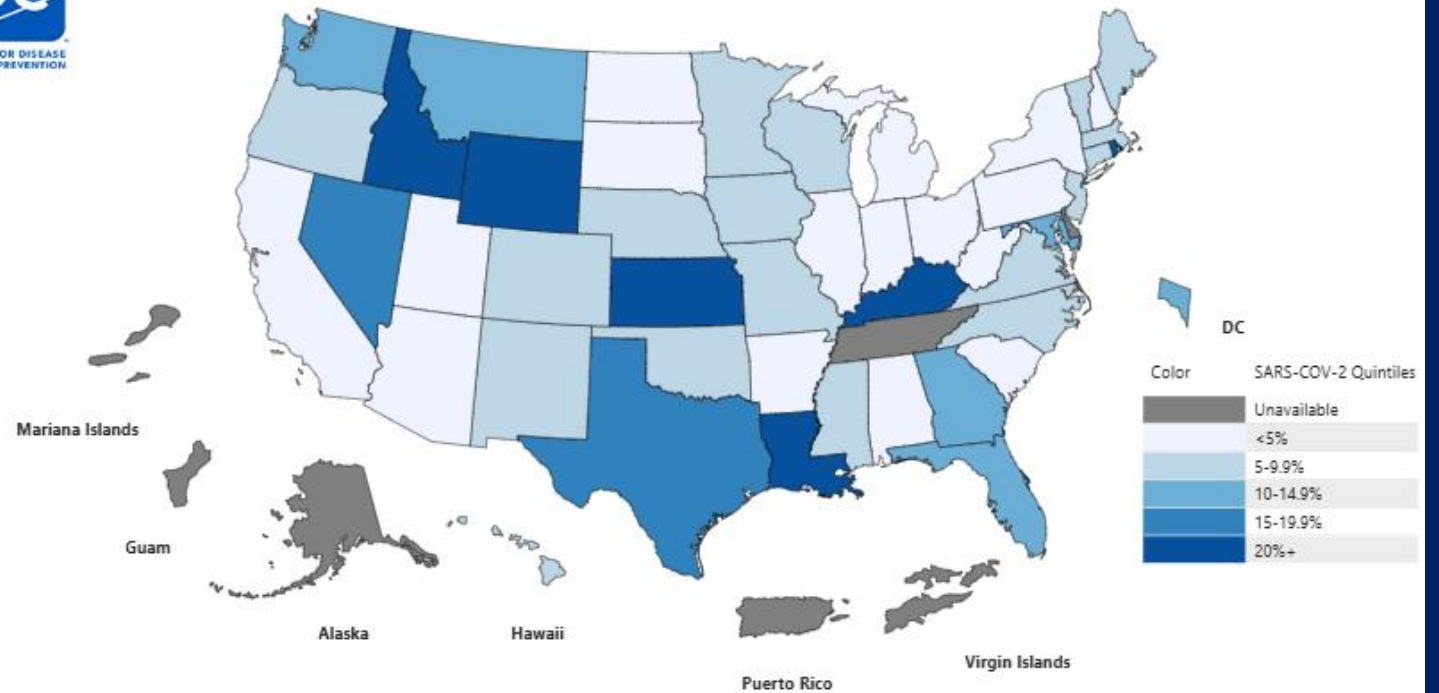 OR DISEASE
PREVENTION
DC
Color SARS-COV-2 Quintiles
Unavailable
<5%
5-9.9%
10-14.9%
15-19.9%
20%+
Mariana Islands
Guam
Alaska
Hawaii
Puerto Rico
Virgin Islands